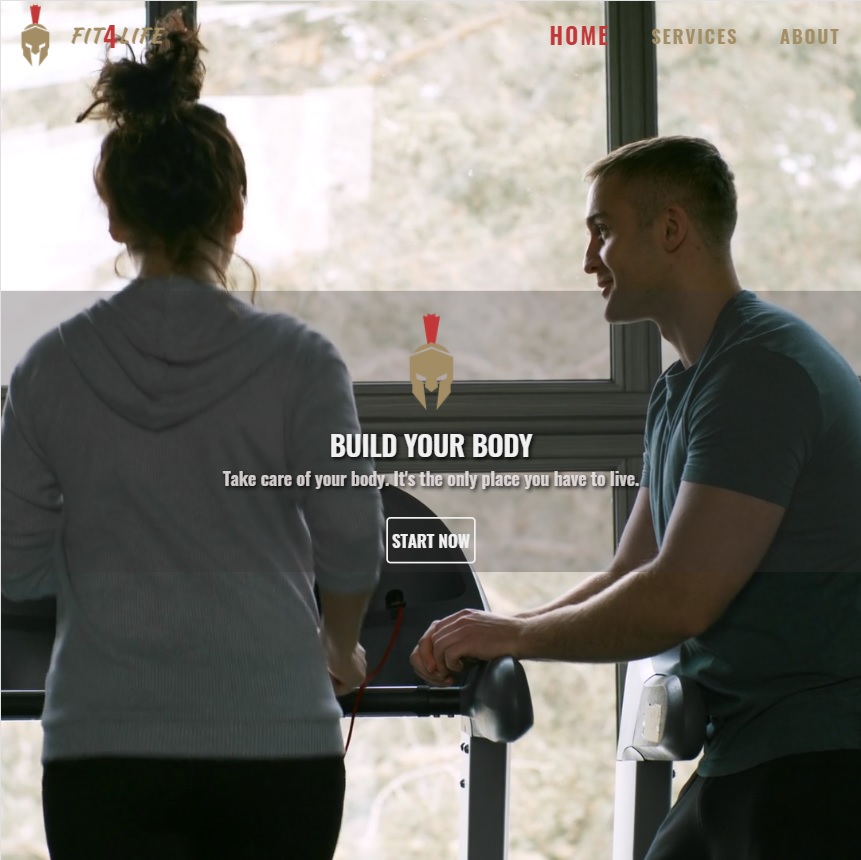 FIT4LIFE
HOME SERVICES ABOUT
BUILD YOUR BODY
Take care of your body. It's the only place you have to live.
START NOW